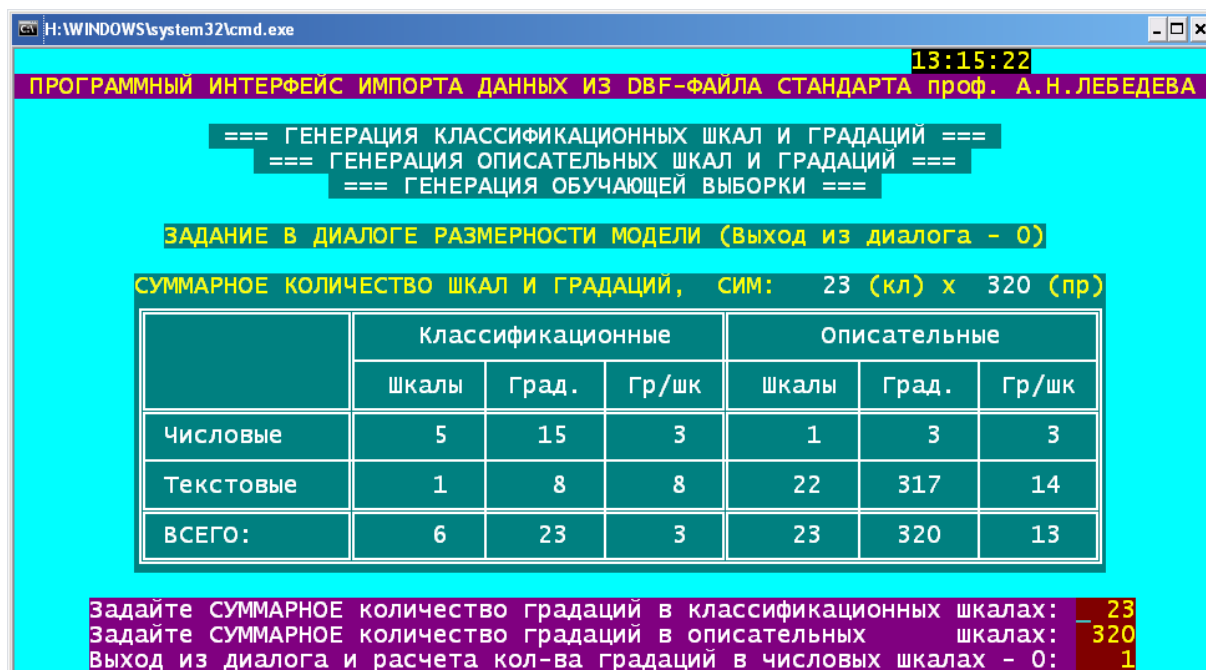 H:\WINDOWS\system32\cmd.exe
13:15:22
ПРОГРАММНЫЙ ИНТЕРФЕЙС ИМПОРТА ДАННЫХ ИЗ DBF-ФАЙЛА СТАНДАРТА проф. А.Н.ЛЕБЕДЕВА
=== ГЕНЕРАЦИЯ КЛАССИФИКАЦИОННЫХ ШКАЛ И ГРАДАЦИЙ ===
=== ГЕНЕРАЦИЯ ОПИСАТЕЛЬНЫХ ШКАЛ И ГРАДАЦИЙ ===
=== ГЕНЕРАЦИЯ ОБУЧАЮЩЕЙ ВЫБОРКИ ===
ЗАДАНИЕ В ДИАЛОГЕ РАЗМЕРНОСТИ МОДЕЛИ (Выход из диалога - 0)
СУММАРНОЕ КОЛИЧЕСТВО ШКАЛ И ГРАДАЦИЙ, СИМ: 23 (кл) x 320 (пр)
Классификационные Описательные
Шкалы Град. Гр/шк Шкалы Град. Гр/шк
Числовые 5 15 3 1 3 3
Текстовые 1 8 8 22 317 14
ВСЕГО: 6 23 3 23 320 13
Задайте СУММАРНОЕ количество градаций в классификационных шкалах: _23
Задайте СУММАРНОЕ количество градаций в описательных шкалах: 320
Выход из диалога и расчета кол-ва градаций в числовых шкалах - 0: 1